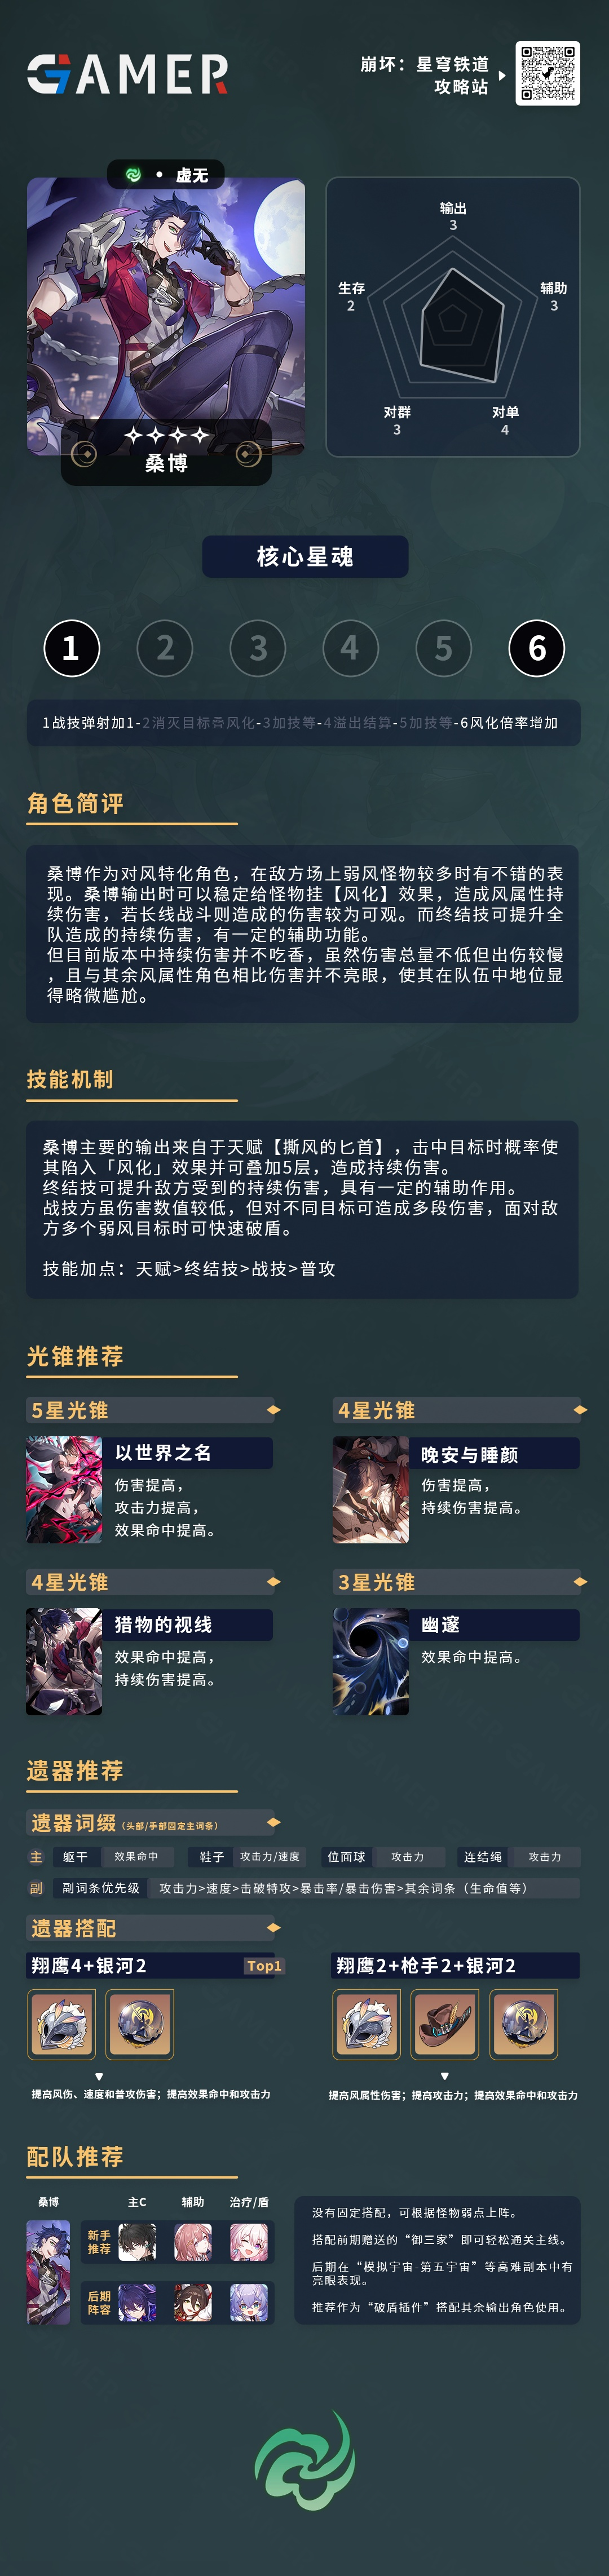 GAMER
崩坏：星穹铁道
攻略站
• 虚无
桑博
输出
3
生存
2
辅助
3
对群
3
对单
4
核心星魂
1 2 3 4 5 6
1战技弹射加1-2消灭目标叠风化-3加技等-4溢出结算-5加技等-6风化倍率增加
角色简评
桑博作为对风特化角色，在敌方场上弱风怪物较多时有不错的表
现。桑博输出时可以稳定给怪物挂【风化】效果，造成风属性持
续伤害，若长线战斗则造成的伤害较为可观。而终结技可提升全
队造成的持续伤害，有一定的辅助功能。
但目前版本中持续伤害并不吃香，虽然伤害总量不低但出伤较慢
，且与其余风属性角色相比伤害并不亮眼，使其在队伍中地位显
得略微尴尬。
技能机制
桑博主要的输出来自于天赋【撕风的匕首】，击中目标时概率使
其陷入「风化」效果并可叠加5层，造成持续伤害。
终结技可提升敌方受到的持续伤害，具有一定的辅助作用。
战技方虽伤害数值较低，但对不同目标可造成多段伤害，面对敌
方多个弱风目标时可快速破盾。
技能加点：天赋>终结技>战技>普攻
光锥推荐
5星光锥
以世界之名
伤害提高，
攻击力提高，
效果命中提高。
4星光锥
晚安与睡颜
伤害提高，
持续伤害提高。
4星光锥
猎物的视线
效果命中提高，
持续伤害提高。
3星光锥
幽邃
效果命中提高。
遗器推荐
遗器词缀（头部/手部固定主词条）
主 躯干 效果命中 鞋子 攻击力/速度 位面球 攻击力 连结绳 攻击力
副 副词条优先级 攻击力>速度>击破特攻>暴击率/暴击伤害>其余词条（生命值等）
遗器搭配
翔鹰4+银河2 Top1
提高风伤、速度和普攻伤害；提高效果命中和攻击力
翔鹰2+枪手2+银河2
提高风属性伤害；提高攻击力；提高效果命中和攻击力
配队推荐
桑博 主C 辅助 治疗/盾
新手
推荐
后期
阵容
没有固定搭配，可根据怪物弱点上阵。
搭配前期赠送的“御三家”即可轻松通关主线。
后期在“模拟宇宙-第五宇宙”等高难副本中有
亮眼表现。
推荐作为“破盾插件”搭配其余输出角色使用。